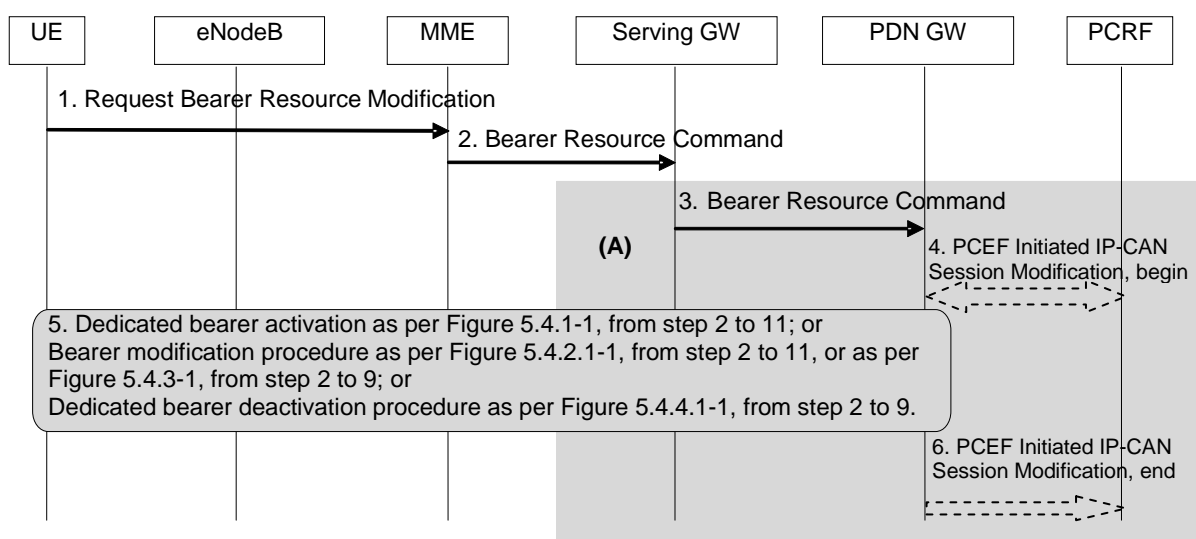 UE eNodeB MME Serving GW PDN GW PCRF
1. Request Bearer Resource Modification
2. Bearer Resource Command
3. Bearer Resource Command
(A)
4. PCEF Initiated IP-CAN
Session Modification, begin
5. Dedicated bearer activation as per Figure 5.4.1-1, from step 2 to 11; or
Bearer modification procedure as per Figure 5.4.2.1-1, from step 2 to 11, or as per
Figure 5.4.3-1, from step 2 to 9; or
Dedicated bearer deactivation procedure as per Figure 5.4.4.1-1, from step 2 to 9.
6. PCEF Initiated IP-CAN
Session Modification, end